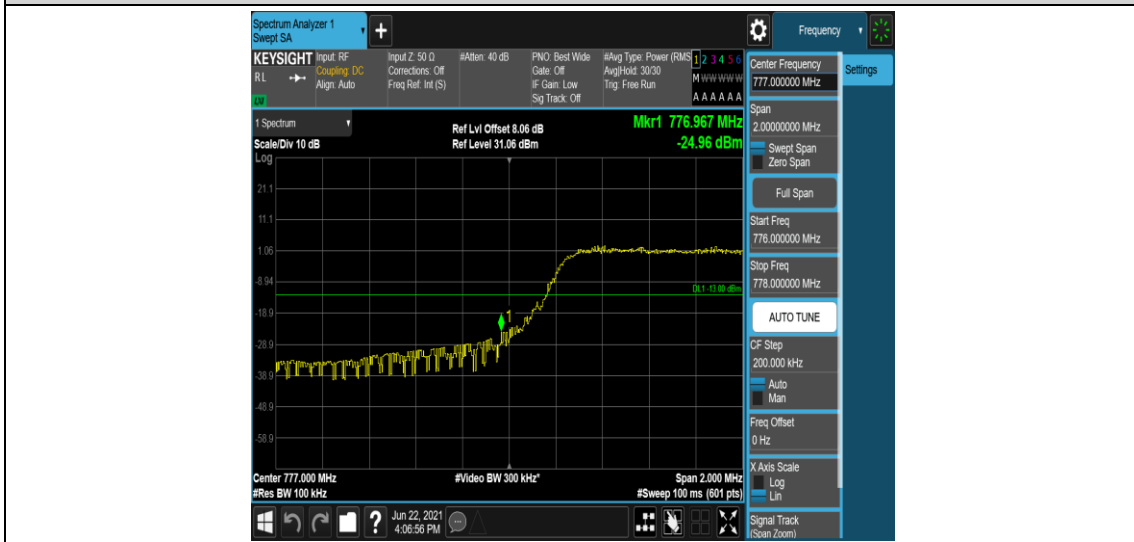 Spectrum Analyzer 1
Swept SA
+
Frequency
KEYSIGHT
RL
LXI
Input: RF
Coupling: DC
Align: Auto
Input Z: 50 Ω
Corrections: Off
Freq Ref: Int (S)
#Atten: 40 dB
PNO: Best Wide
Gate: Off
IF Gain: Low
Sig Track: Off
#Avg Type: Power (RMS
Avg|Hold: 30/30
Trig: Free Run
1 2 3 4 5 6
M W W W W W
A A A A A A
1 Spectrum
Scale/Div 10 dB
Log
Ref Lvl Offset 8.06 dB
Ref Level 31.06 dBm
Mkr1 776.967 MHz
-24.96 dBm
21.1
11.1
1.06
-8.94
DL1 -13.00 dBm
-18.9
1
-28.9
-38.9
-48.9
-58.9
Center 777.000 MHz
#Res BW 100 kHz
#Video BW 300 kHz*
Span 2.000 MHz
#Sweep 100 ms (601 pts)
Center Frequency
777.000000 MHz
Settings
Span
2.00000000 MHz
Swept Span
Zero Span
Full Span
Start Freq
776.000000 MHz
Stop Freq
778.000000 MHz
AUTO TUNE
CF Step
200.000 kHz
Auto
Man
Freq Offset
0 Hz
X Axis Scale
Log
Lin
Signal Track
(Span Zoom)
?
Jun 22, 2021
4:06:56 PM